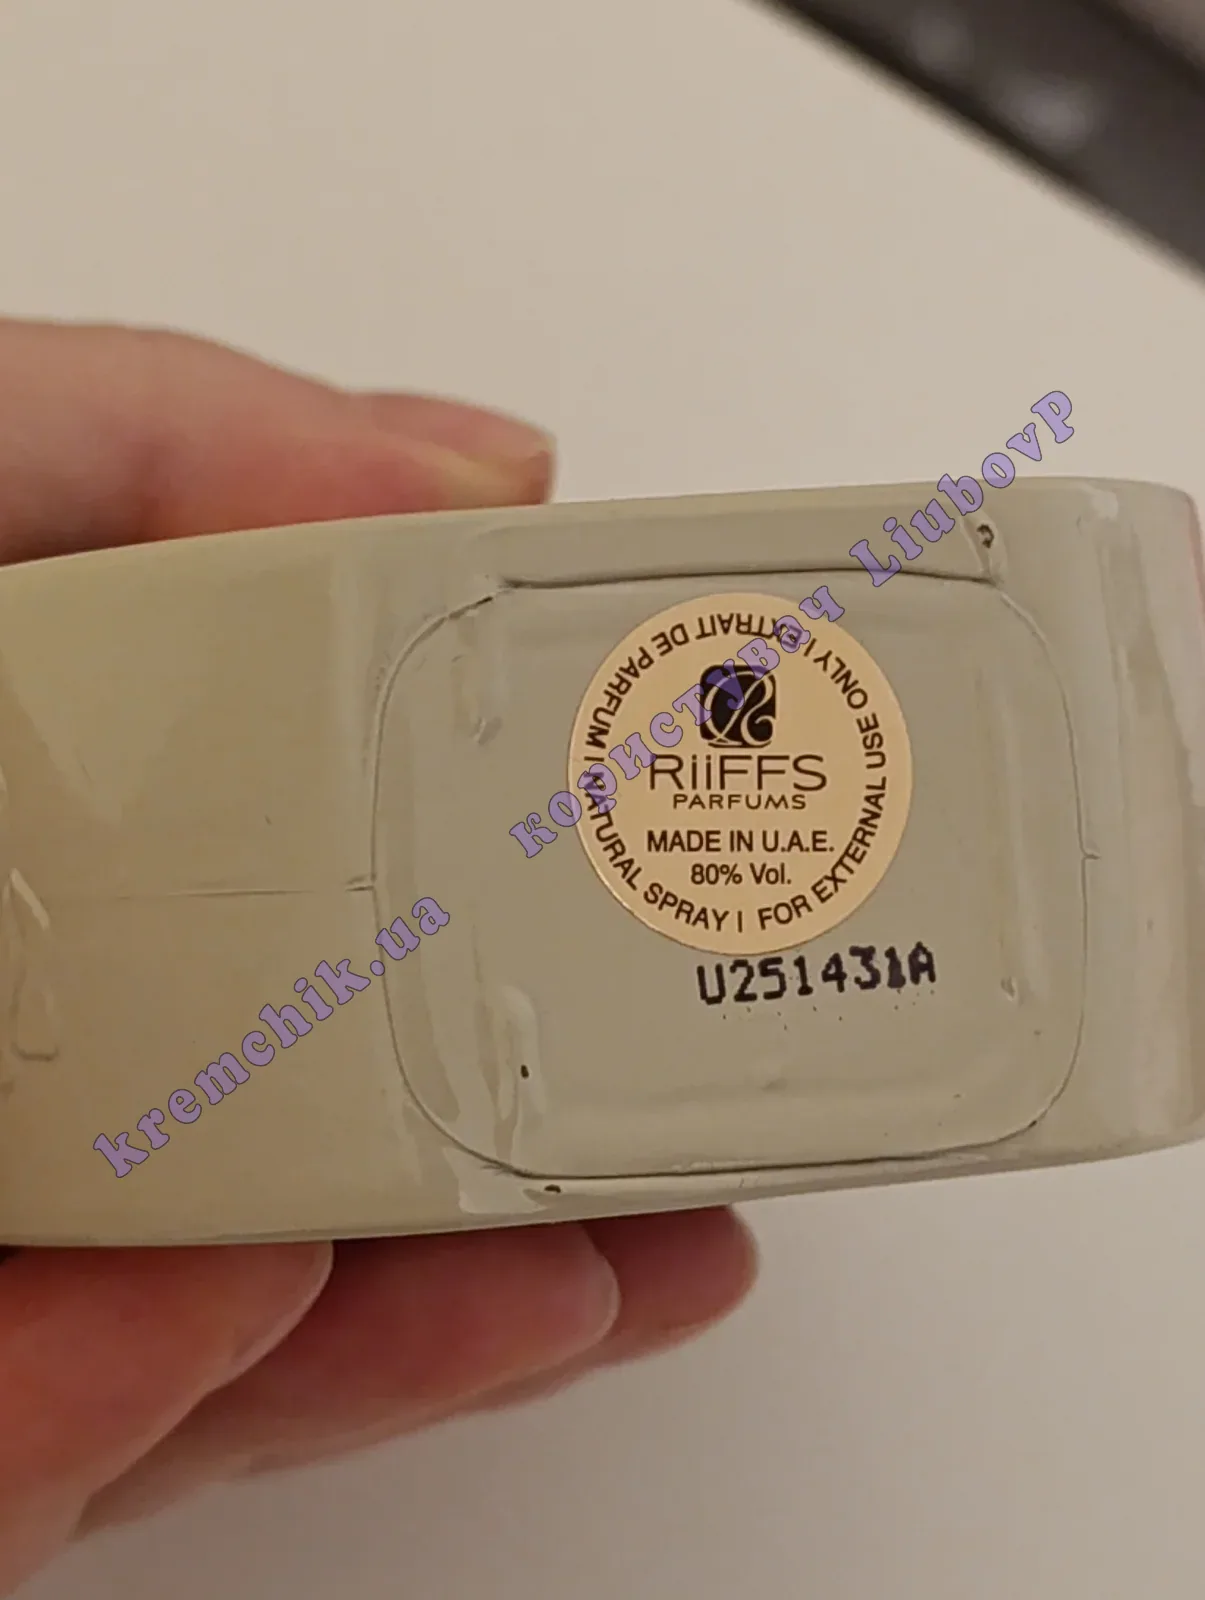 EXTRAIT DE PARFUM | NATURAL SPRAY | FOR EXTERNAL USE ONLY |
RiiFFS
PARFUMS
MADE IN U.A.E.
80% Vol.
U251431A
kremchik.ua
користувач LiubovP